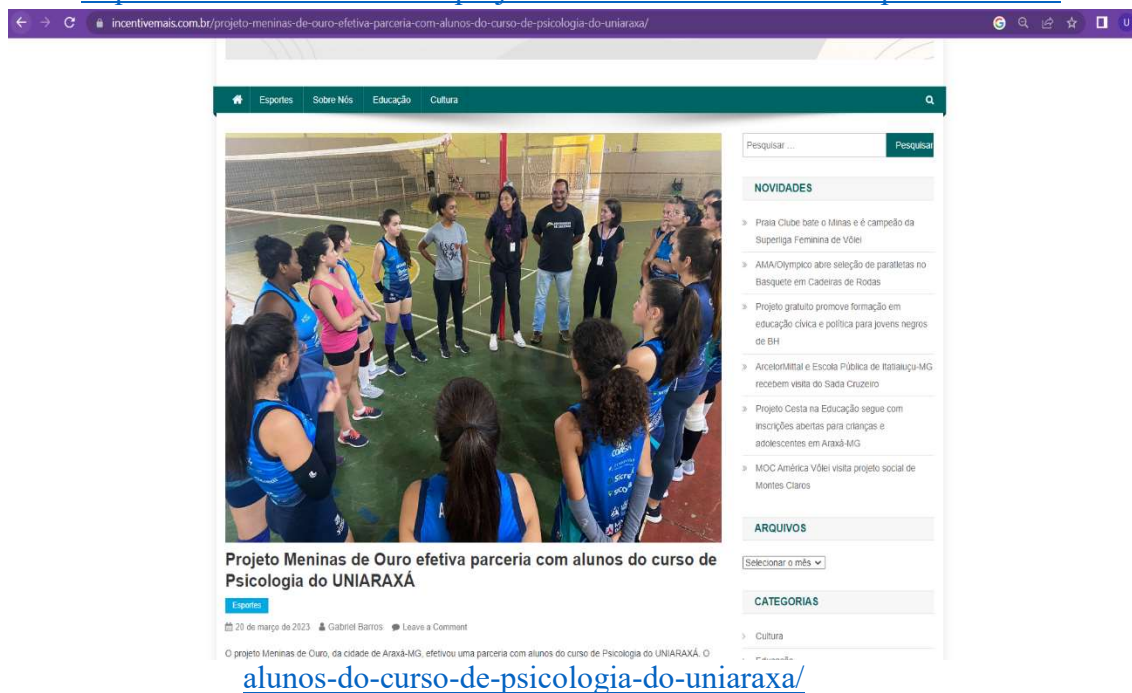 incentivemais.com.br/projeto-meninas-de-ouro-efetiva-parceria-com-alunos-do-curso-de-psicologia-do-uniaraxa/
Esportes Sobre Nós Educação Cultura
Pesquisar ... Pesquisar
NOVIDADES
Praia Clube bate o Minas e é campeão da
Superliga Feminina de Vôlei
AMA/Olympico abre seleção de paratletas no
Basquete em Cadeiras de Rodas
Projeto gratuito promove formação em
educação cívica e política para jovens negros
de BH
ArcelorMittal e Escola Pública de Itatiaiuçu-MG
recebem visita do Sada Cruzeiro
Projeto Cesta na Educação segue com
inscrições abertas para crianças e
adolescentes em Araxá-MG
MOC América Vôlei visita projeto social de
Montes Claros
ARQUIVOS
Selecionar o mês
CATEGORIAS
Cultura
Projeto Meninas de Ouro efetiva parceria com alunos do curso de
Psicologia do UNIARAXÁ
Esportes
20 de março de 2023 Gabriel Barros Leave a Comment
O projeto Meninas de Ouro, da cidade de Araxá-MG, efetivou uma parceria com alunos do curso de Psicologia do UNIARAXÁ. O
alunos-do-curso-de-psicologia-do-uniaraxa/